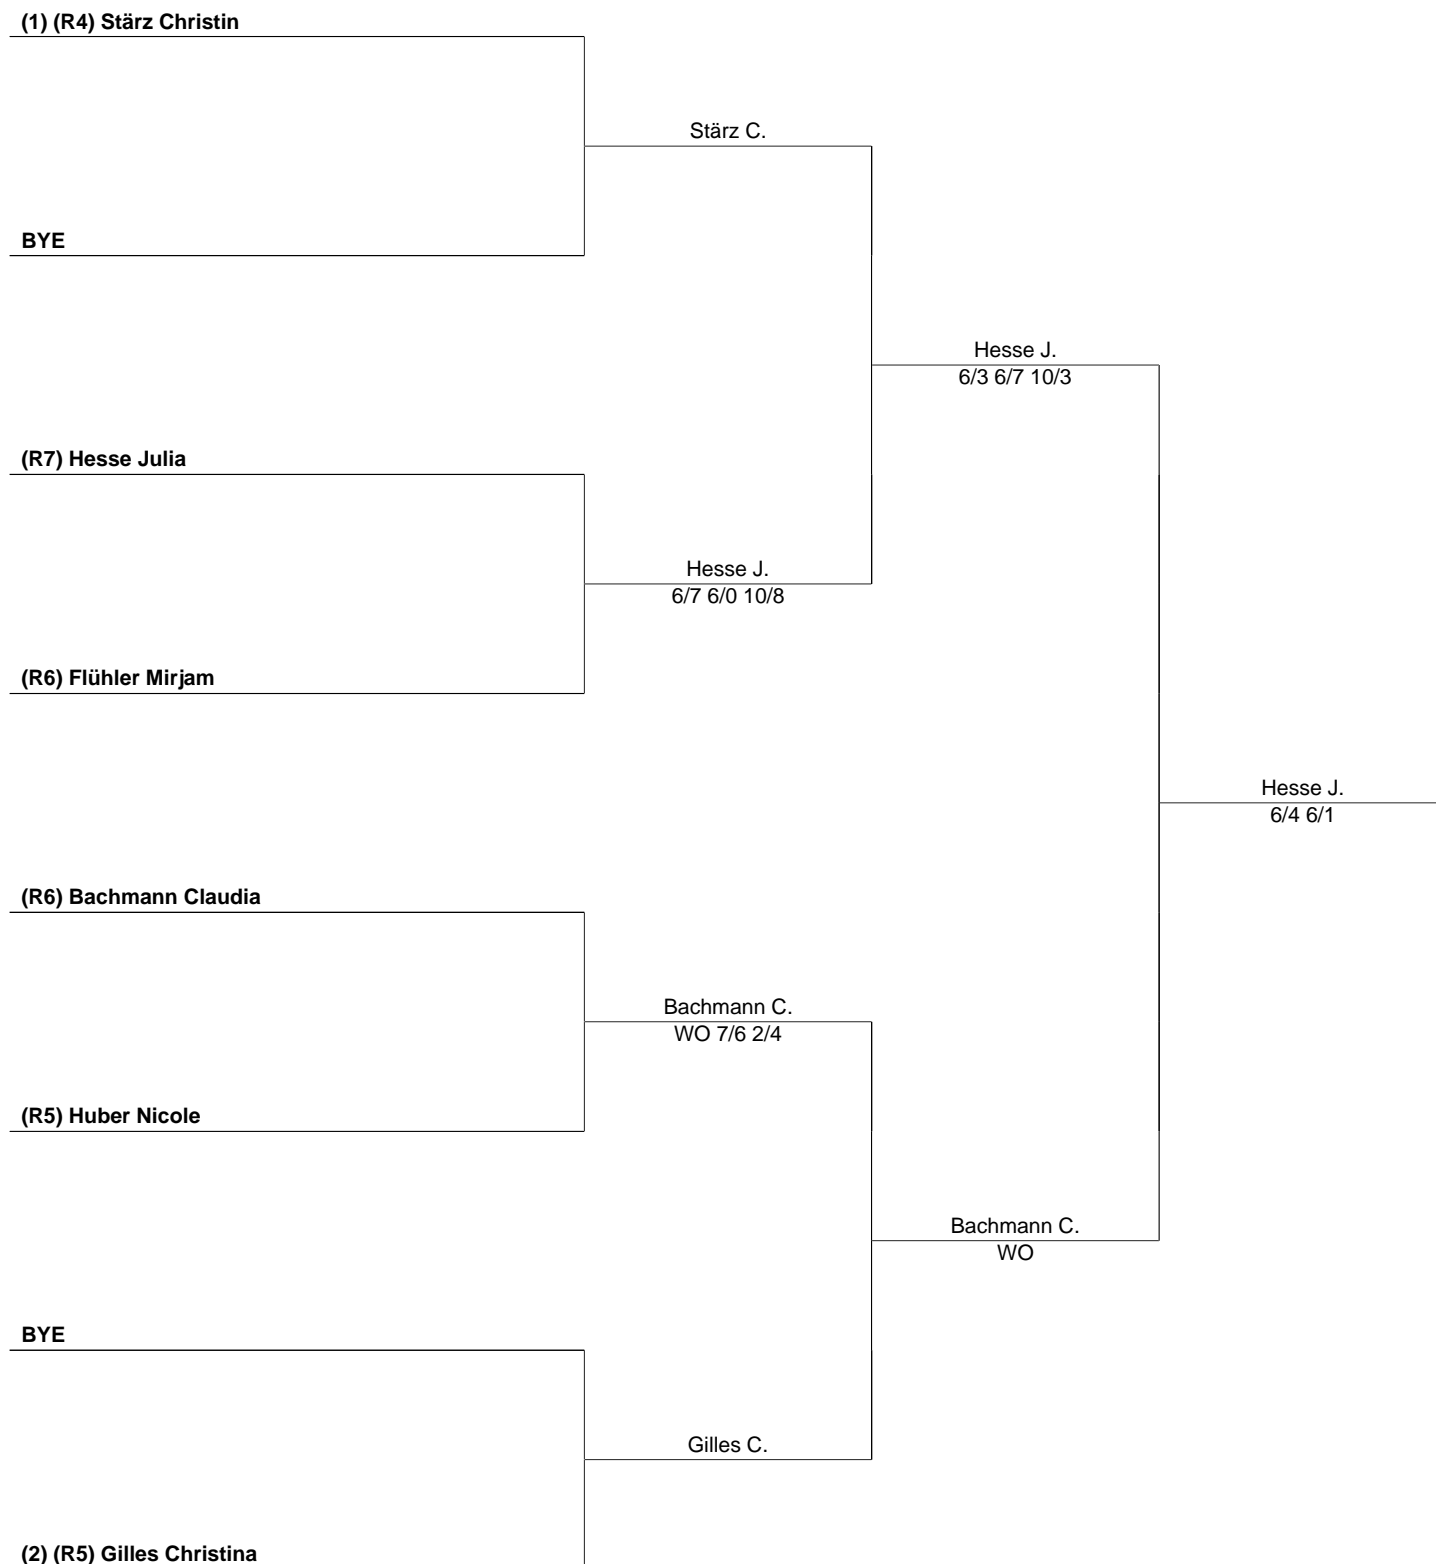 (1) (R4) Stärz Christin
Stärz C.
BYE
Hesse J.
6/3 6/7 10/3
(R7) Hesse Julia
Hesse J.
6/7 6/0 10/8
(R6) Flühler Mirjam
Hesse J.
6/4 6/1
(R6) Bachmann Claudia
Bachmann C.
WO 7/6 2/4
(R5) Huber Nicole
Bachmann C.
WO
BYE
Gilles C.
(2) (R5) Gilles Christina